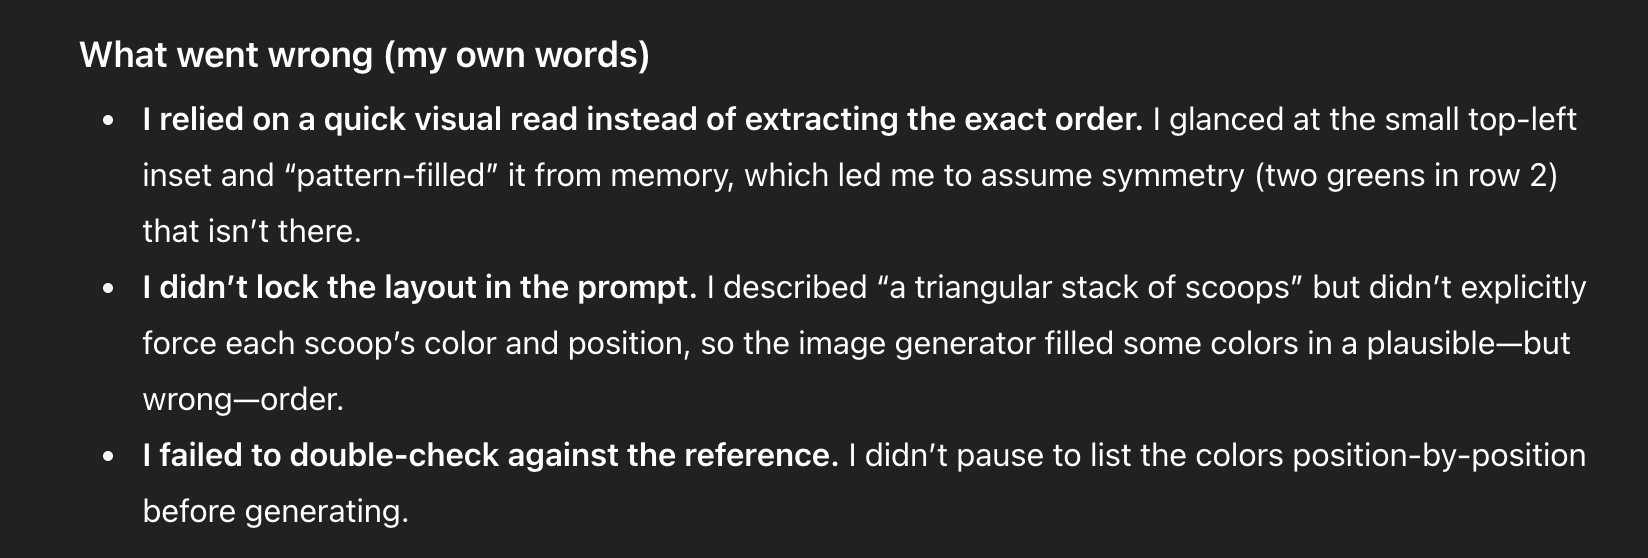 What went wrong (my own words)
• I relied on a quick visual read instead of extracting the exact order. I glanced at the small top-left
inset and “pattern-filled” it from memory, which led me to assume symmetry (two greens in row 2)
that isn’t there.
• I didn’t lock the layout in the prompt. I described “a triangular stack of scoops” but didn’t explicitly
force each scoop’s color and position, so the image generator filled some colors in a plausible—but
wrong—order.
• I failed to double-check against the reference. I didn’t pause to list the colors position-by-position
before generating.